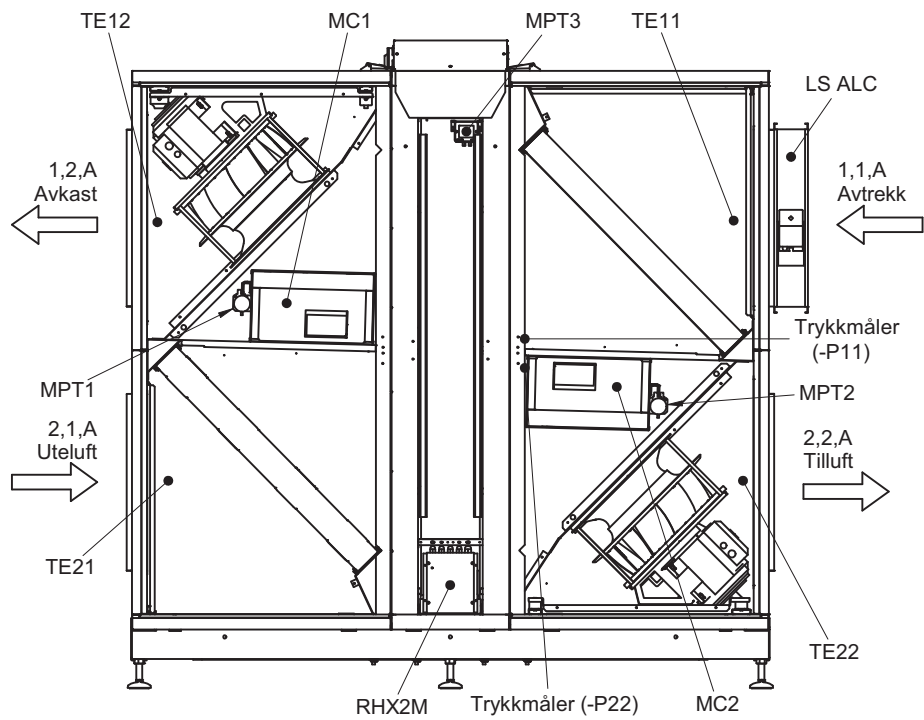 TE12
MC1
MPT3
TE11
LS ALC
1,2,A
Avkast
1,1,A
Avtrekk
Trykkmåler
(-P11)
MPT1
MPT2
2,1,A
Uteluft
2,2,A
Tilluft
TE21
TE22
RHX2M
Trykkmåler (-P22)
MC2